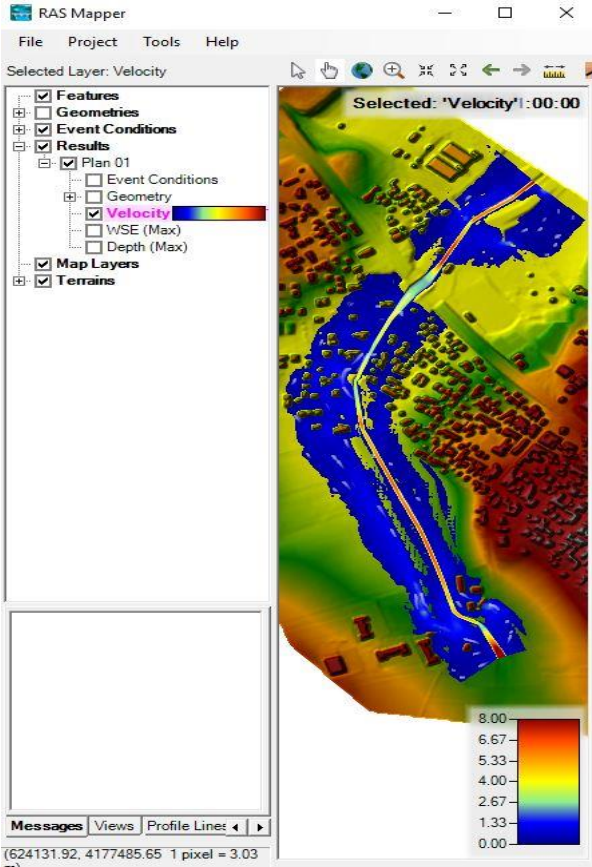 RAS Mapper
File Project Tools Help
Selected Layer: Velocity
Features
Geometries
Event Conditions
Results
Plan 01
Event Conditions
Geometry
Velocity
WSE (Max)
Depth (Max)
Map Layers
Terrains
Selected: 'Velocity'
:00:00
8.00
6.67
5.33
4.00
2.67
1.33
0.00
Messages Views Profile Lines
(624131.92, 4177485.65 1 pixel = 3.03